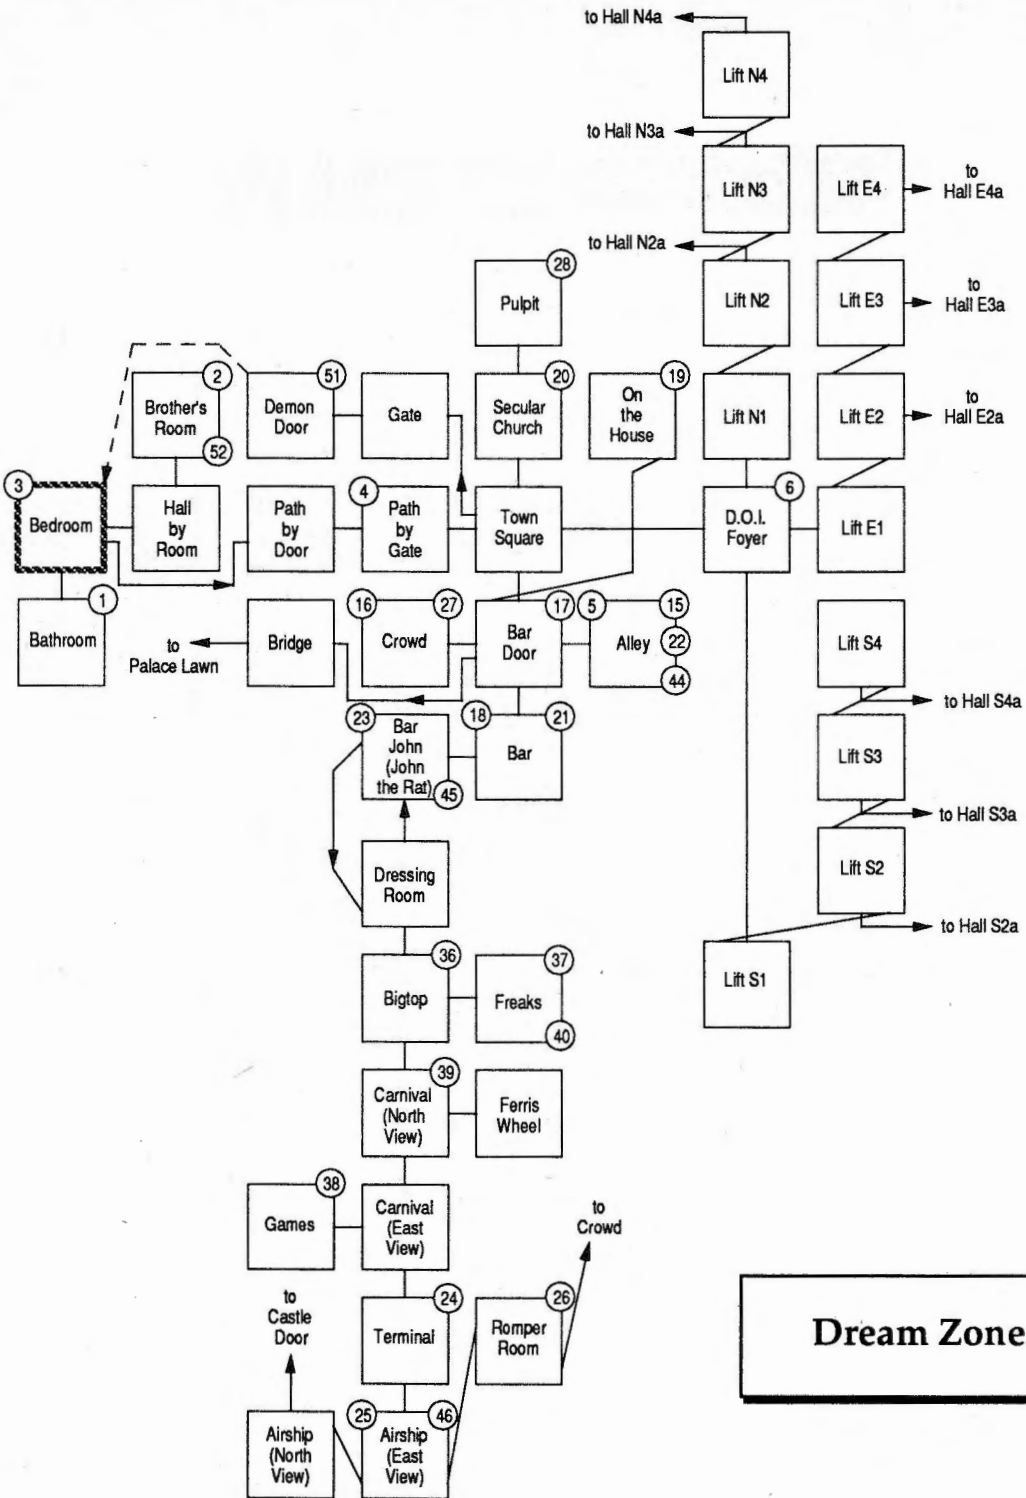 to Hall N4a
Lift N4
to Hall N3a
Lift N3
Lift E4
to
Hall E4a
to Hall N2a
28
Pulpit
Lift N2
Lift E3
to
Hall E3a
2
Brother's
Room
52
51
Demon
Door
Gate
20
Secular
Church
19
On
the
House
Lift N1
Lift E2
to
Hall E2a
3
Bedroom
Hall
by
Room
Path
by
Door
4
Path
by
Gate
Town
Square
6
D.O.I.
Foyer
Lift E1
1
Bathroom
to
Palace Lawn
Bridge
16
27
Crowd
17
Bar
Door
5
15
Alley
22
44
Lift S4
to Hall S4a
23
Bar
John
(John
the Rat)
45
18
21
Bar
Lift S3
to Hall S3a
Dressing
Room
Lift S2
to Hall S2a
36
Bigtop
37
Freaks
40
Lift S1
39
Carnival
(North
View)
Ferris
Wheel
38
Games
Carnival
(East
View)
to
Crowd
to
Castle
Door
24
Terminal
26
Romper
Room
Dream Zone
Airship
(North
View)
25
46
Airship
(East
View)